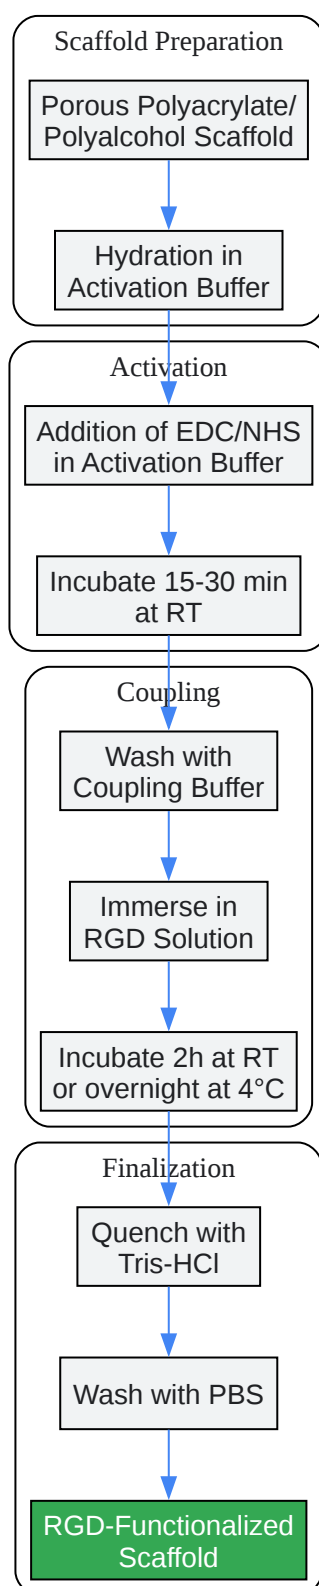 Scaffold Preparation
Porous Polyacrylate/
Polyalcohol Scaffold
Hydration in
Activation Buffer
Activation
Addition of EDC/NHS
in Activation Buffer
Incubate 15-30 min
at RT
Coupling
Wash with
Coupling Buffer
Immerse in
RGD Solution
Incubate 2h at RT
or overnight at 4°C
Finalization
Quench with
Tris-HCl
Wash with PBS
RGD-Functionalized
Scaffold